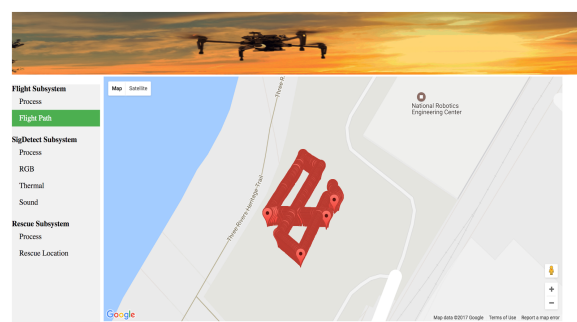 Flight Subsystem
Process
Flight Path
SigDetect Subsystem
Process
RGB
Thermal
Sound
Rescue Subsystem
Process
Rescue Location
Map Satellite
Three R
National Robotics
Engineering Center
Three Rivers Heritage Trail
Google
Map data ©2017 Google Terms of Use Report a map error
+
−